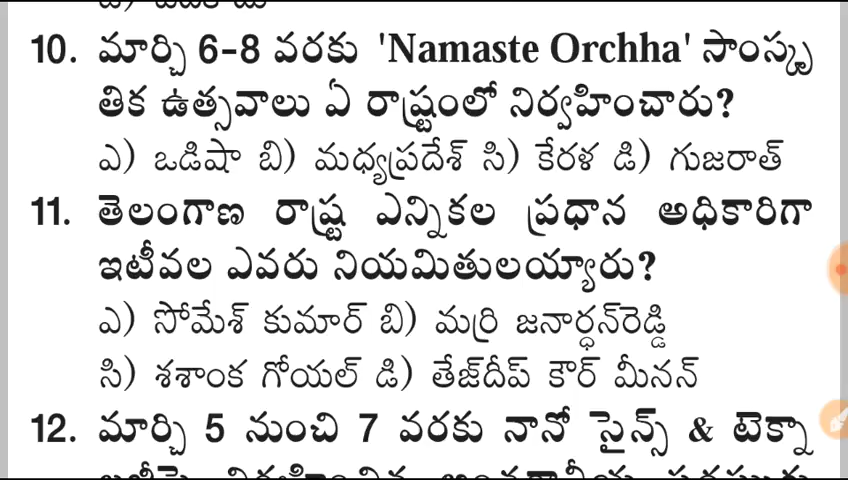 10. మార్చి 6-8 వరకు 'Namaste Orchha' సాంస్కృ
తిక ఉత్సవాలు ఏ రాష్ట్రంలో నిర్వహించారు?
ఎ) ఒడిషా బి) మధ్యప్రదేశ్ సి) కేరళ డి) గుజరాత్
11. తెలంగాణ రాష్ట్ర ఎన్నికల ప్రధాన అధికారిగా
ఇటీవల ఎవరు నియమితులయ్యారు?
ఎ) సోమేశ్ కుమార్ బి) మర్రి జనార్ధన్‌రెడ్డి
సి) శశాంక గోయల్ డి) తేజ్‌దీప్ కౌర్ మీనన్
12. మార్చి 5 నుంచి 7 వరకు నానో సైన్స్ & టెక్నా